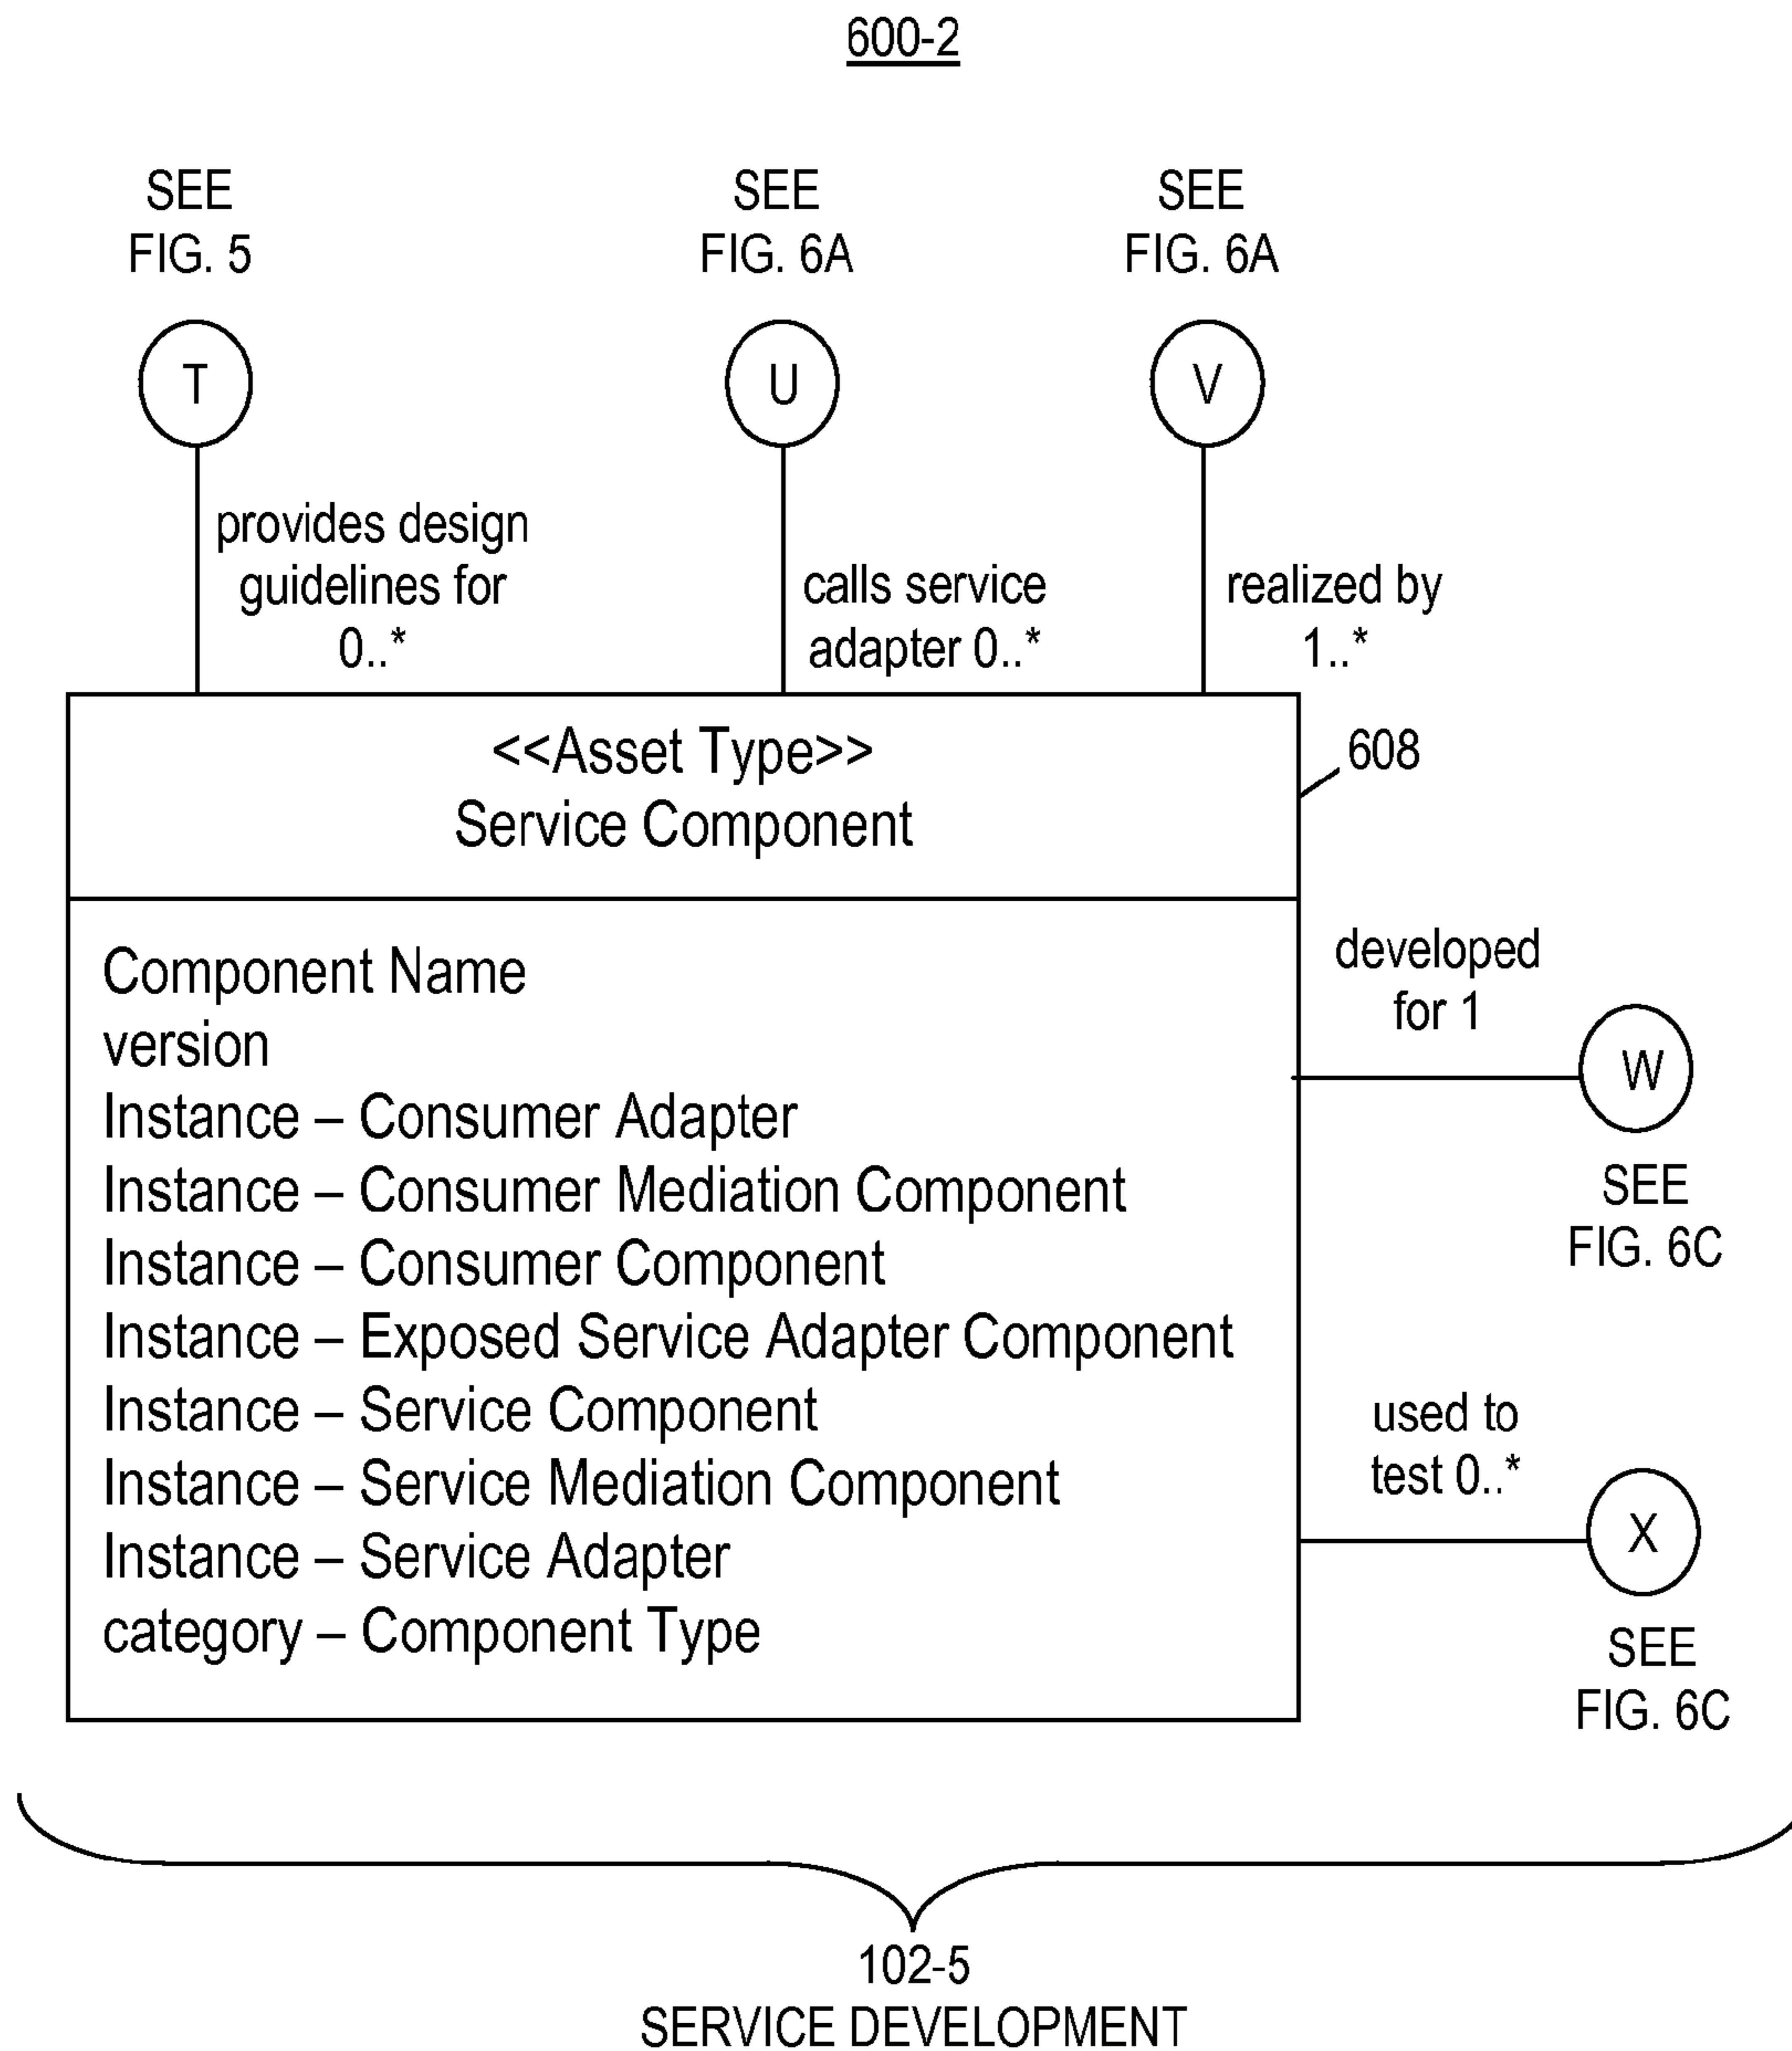 600-2
SEE
FIG. 5
SEE
FIG. 6A
SEE
FIG. 6A
T
U
V
provides design
guidelines for
0..*
calls service
adapter 0..*
realized by
1..*
<<Asset Type>>
Service Component
608
Component Name
version
Instance – Consumer Adapter
Instance – Consumer Mediation Component
Instance – Consumer Component
Instance – Exposed Service Adapter Component
Instance – Service Component
Instance – Service Mediation Component
Instance – Service Adapter
category – Component Type
developed
for 1
W
SEE
FIG. 6C
used to
test 0..*
X
SEE
FIG. 6C
102-5
SERVICE DEVELOPMENT